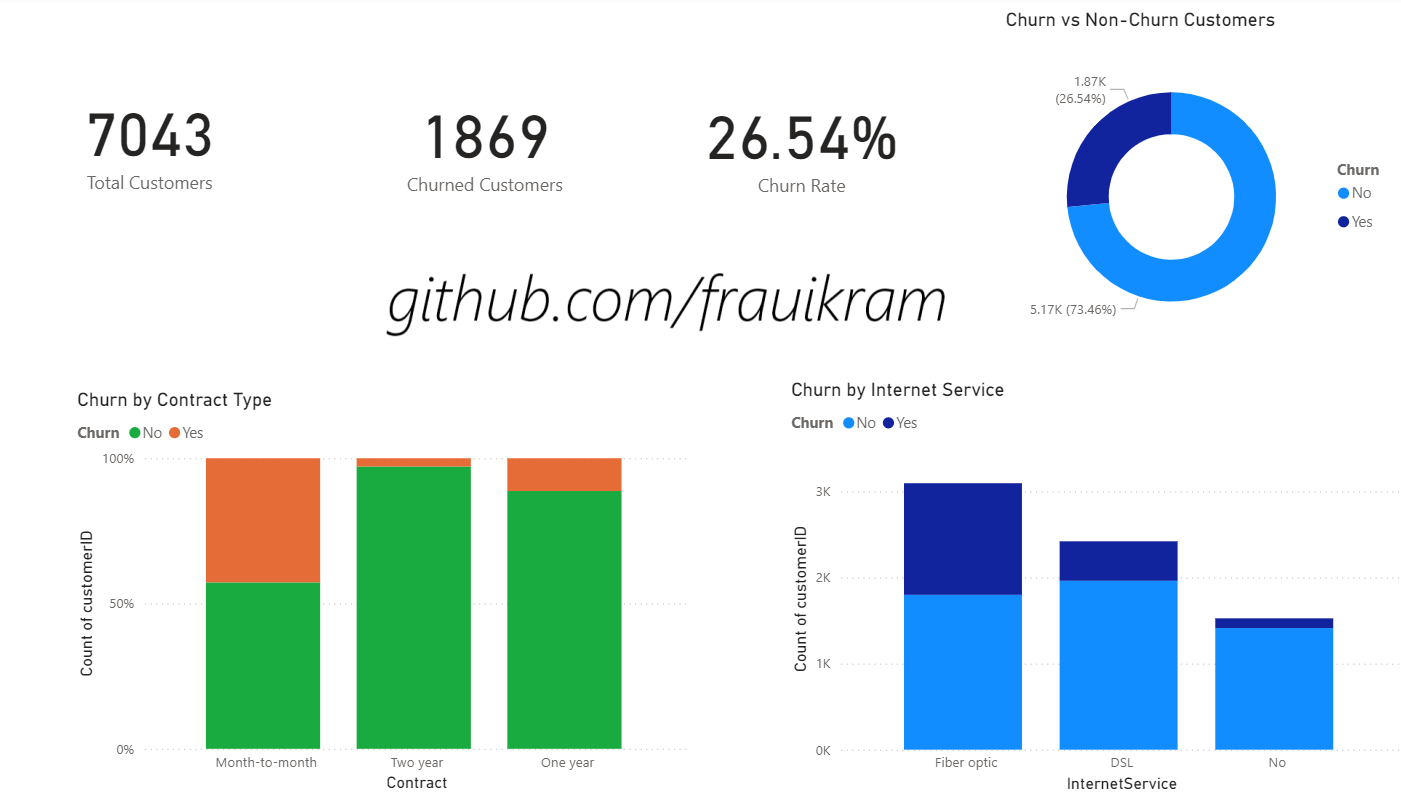 Churn vs Non-Churn Customers
7043
Total Customers
1869
Churned Customers
26.54%
Churn Rate
1.87K
(26.54%)
5.17K (73.46%)
Churn
No
Yes
github.com/frauikram
Churn by Contract Type
Churn No Yes
Count of customerID
100%
50%
0%
Month-to-month Two year One year
Contract
Churn by Internet Service
Churn No Yes
Count of customerID
3K
2K
1K
0K
Fiber optic DSL No
InternetService